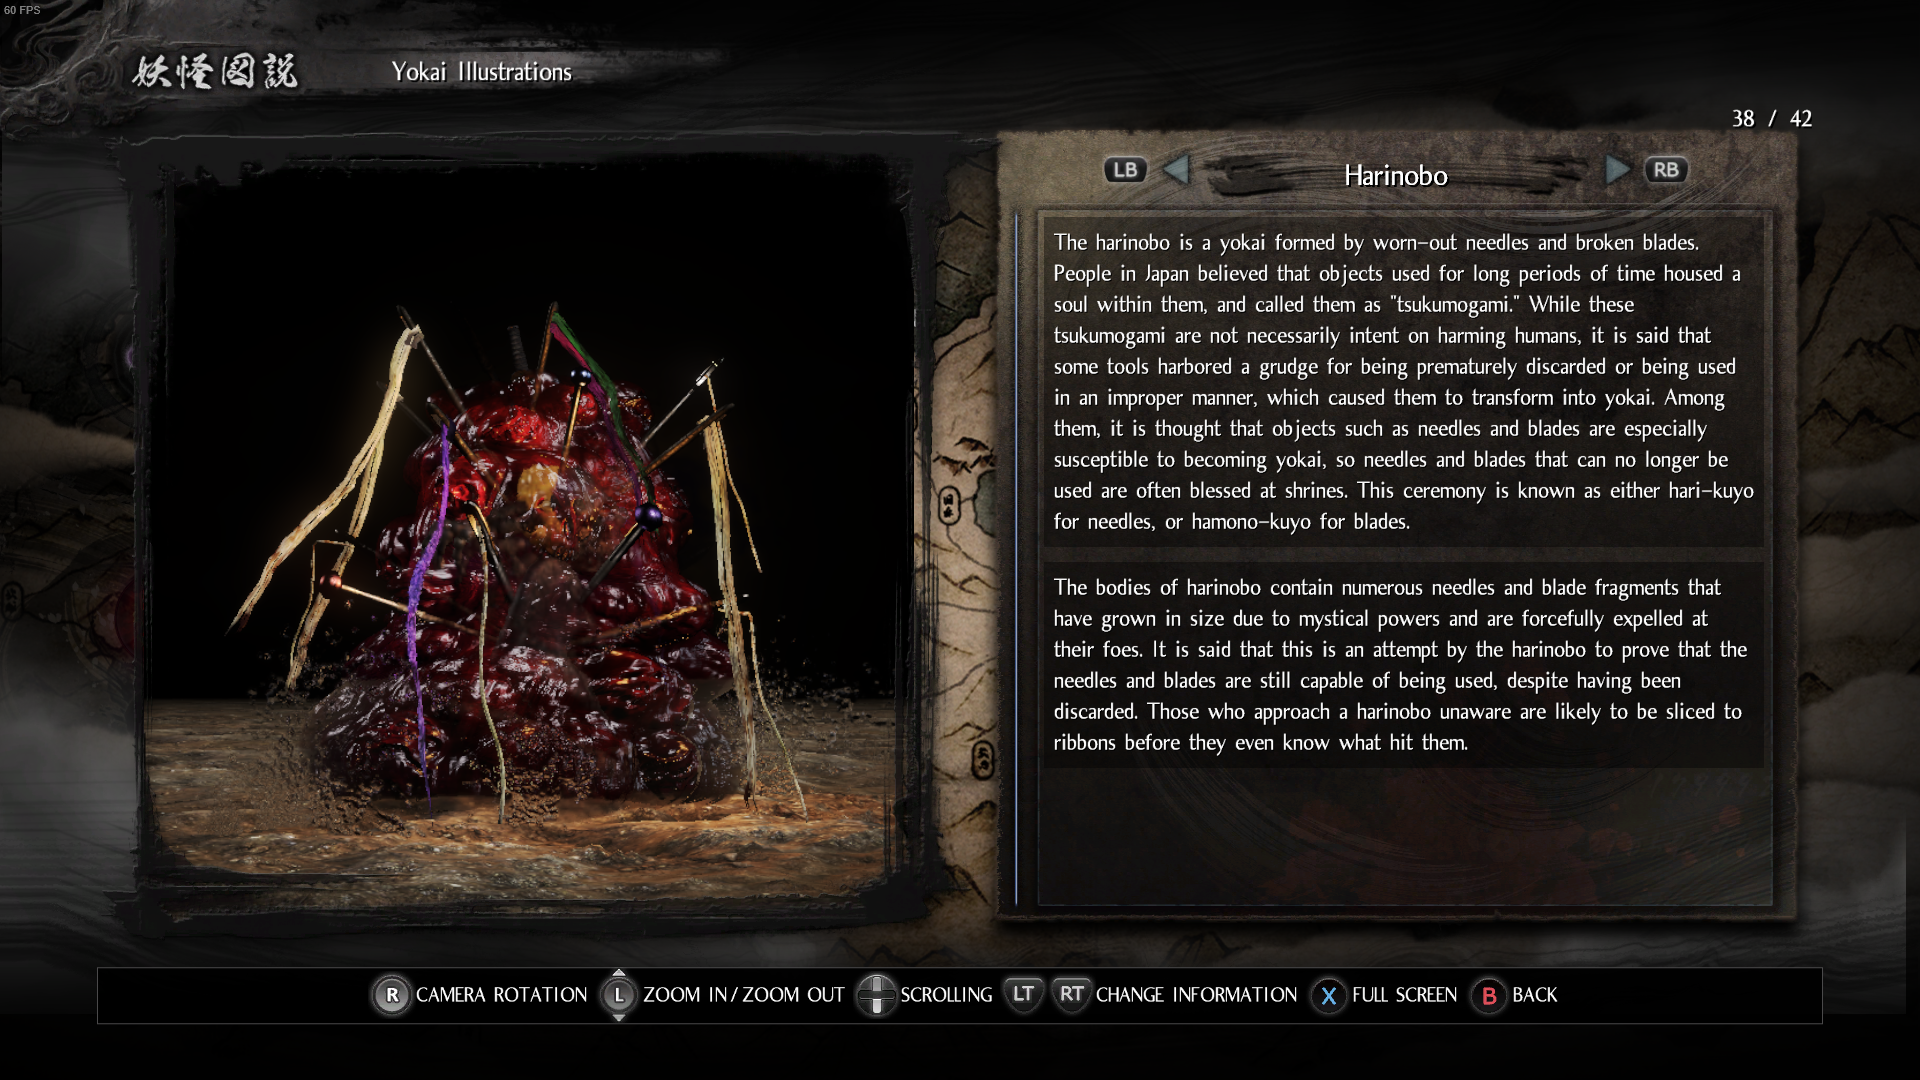 60 FPS
妖怪図説
Yokai Illustrations
38 / 42
LB
Harinobo
RB
The harinobo is a yokai formed by worn-out needles and broken blades.
People in Japan believed that objects used for long periods of time housed a
soul within them, and called them as "tsukumogami." While these
tsukumogami are not necessarily intent on harming humans, it is said that
some tools harbored a grudge for being prematurely discarded or being used
in an improper manner, which caused them to transform into yokai. Among
them, it is thought that objects such as needles and blades are especially
susceptible to becoming yokai, so needles and blades that can no longer be
used are often blessed at shrines. This ceremony is known as either hari-kuyo
for needles, or hamono-kuyo for blades.
The bodies of harinobo contain numerous needles and blade fragments that
have grown in size due to mystical powers and are forcefully expelled at
their foes. It is said that this is an attempt by the harinobo to prove that the
needles and blades are still capable of being used, despite having been
discarded. Those who approach a harinobo unaware are likely to be sliced to
ribbons before they even know what hit them.
R CAMERA ROTATION L ZOOM IN/ZOOM OUT SCROLLING LT RT CHANGE INFORMATION X FULL SCREEN B BACK